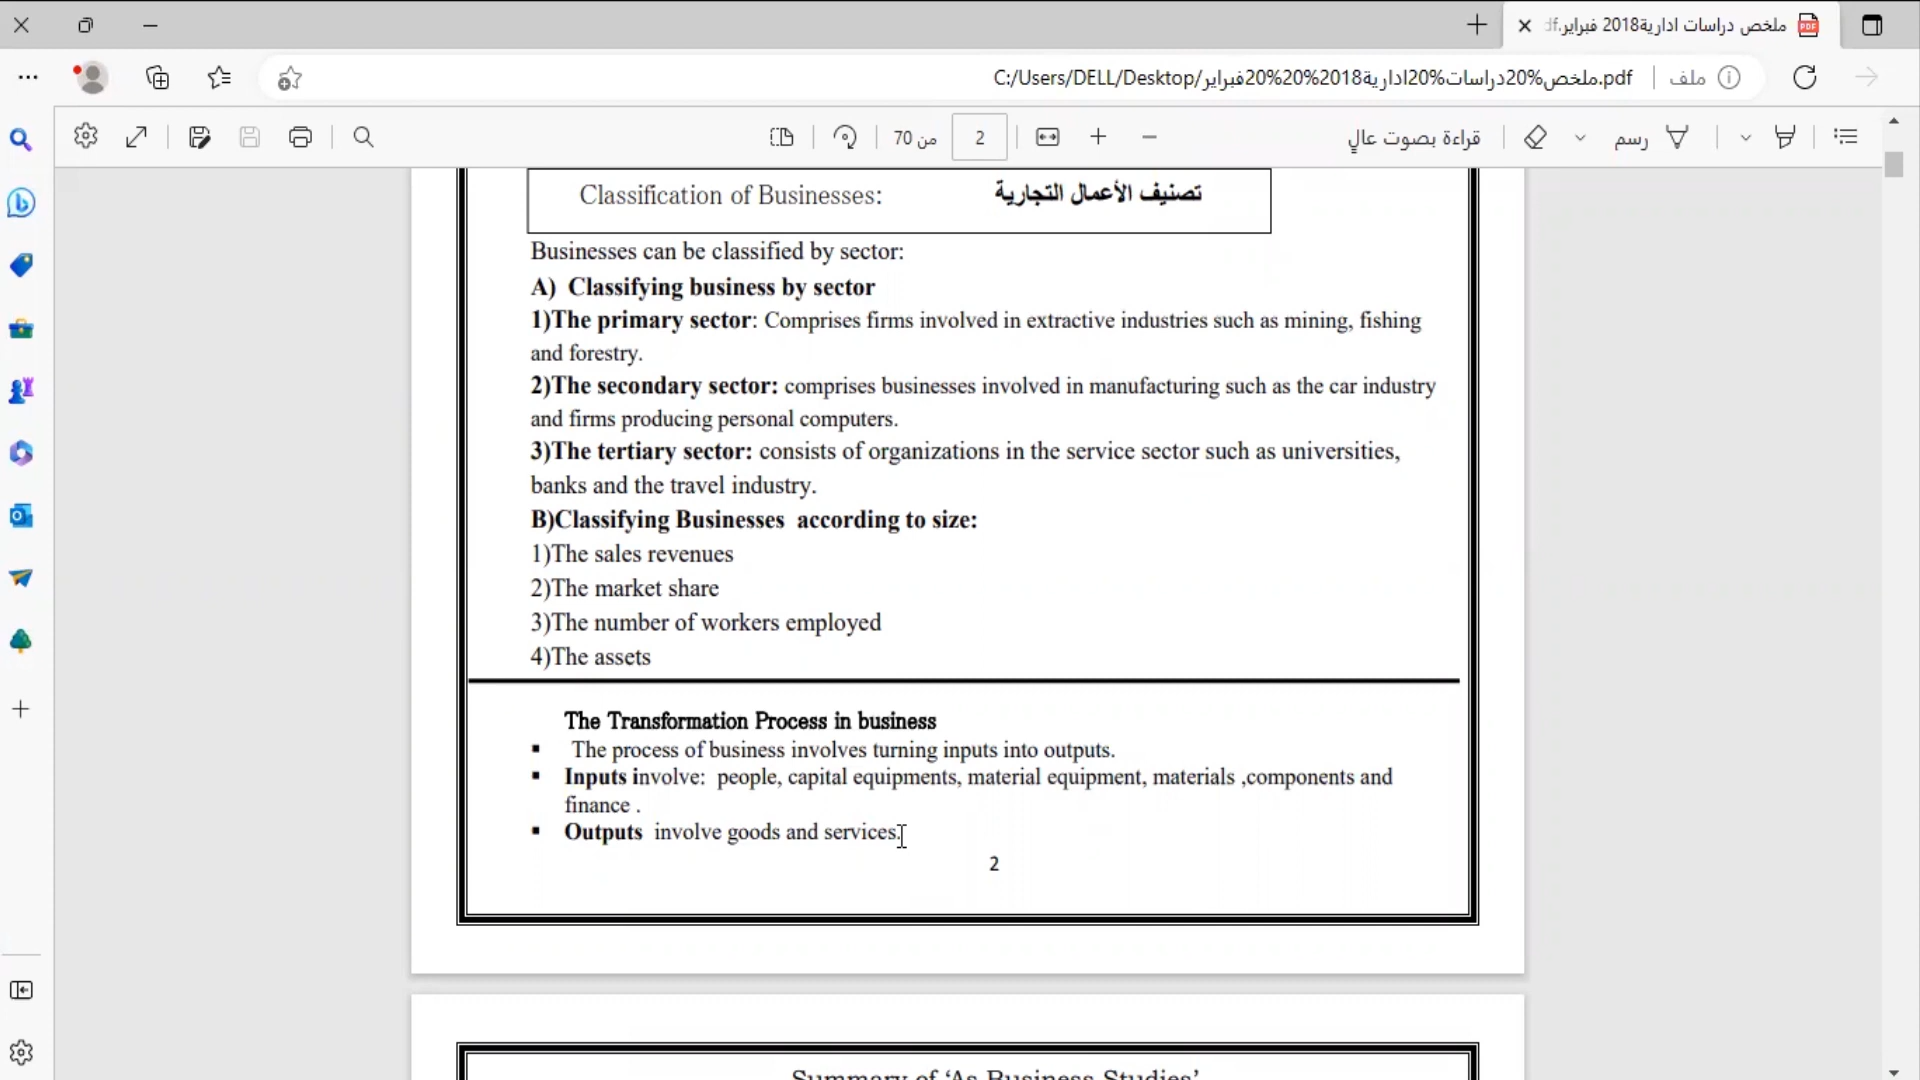 ملخص دراسات ادارية2018 فبراير.df
C:/Users/DELL/Desktop/ملخص%20دراسات%20ادارية2018%20%20فبراير.pdf
ملف
من 70
2
قراءة بصوت عالٍ
رسم
Classification of Businesses: تصنيف الأعمال التجارية
Businesses can be classified by sector:
A) Classifying business by sector
1)The primary sector: Comprises firms involved in extractive industries such as mining, fishing
and forestry.
2)The secondary sector: comprises businesses involved in manufacturing such as the car industry
and firms producing personal computers.
3)The tertiary sector: consists of organizations in the service sector such as universities,
banks and the travel industry.
B)Classifying Businesses according to size:
1)The sales revenues
2)The market share
3)The number of workers employed
4)The assets
The Transformation Process in business
▪ The process of business involves turning inputs into outputs.
▪ Inputs involve: people, capital equipments, material equipment, materials ,components and
finance .
▪ Outputs involve goods and services.
2
Summary of ‘As Business Studies’